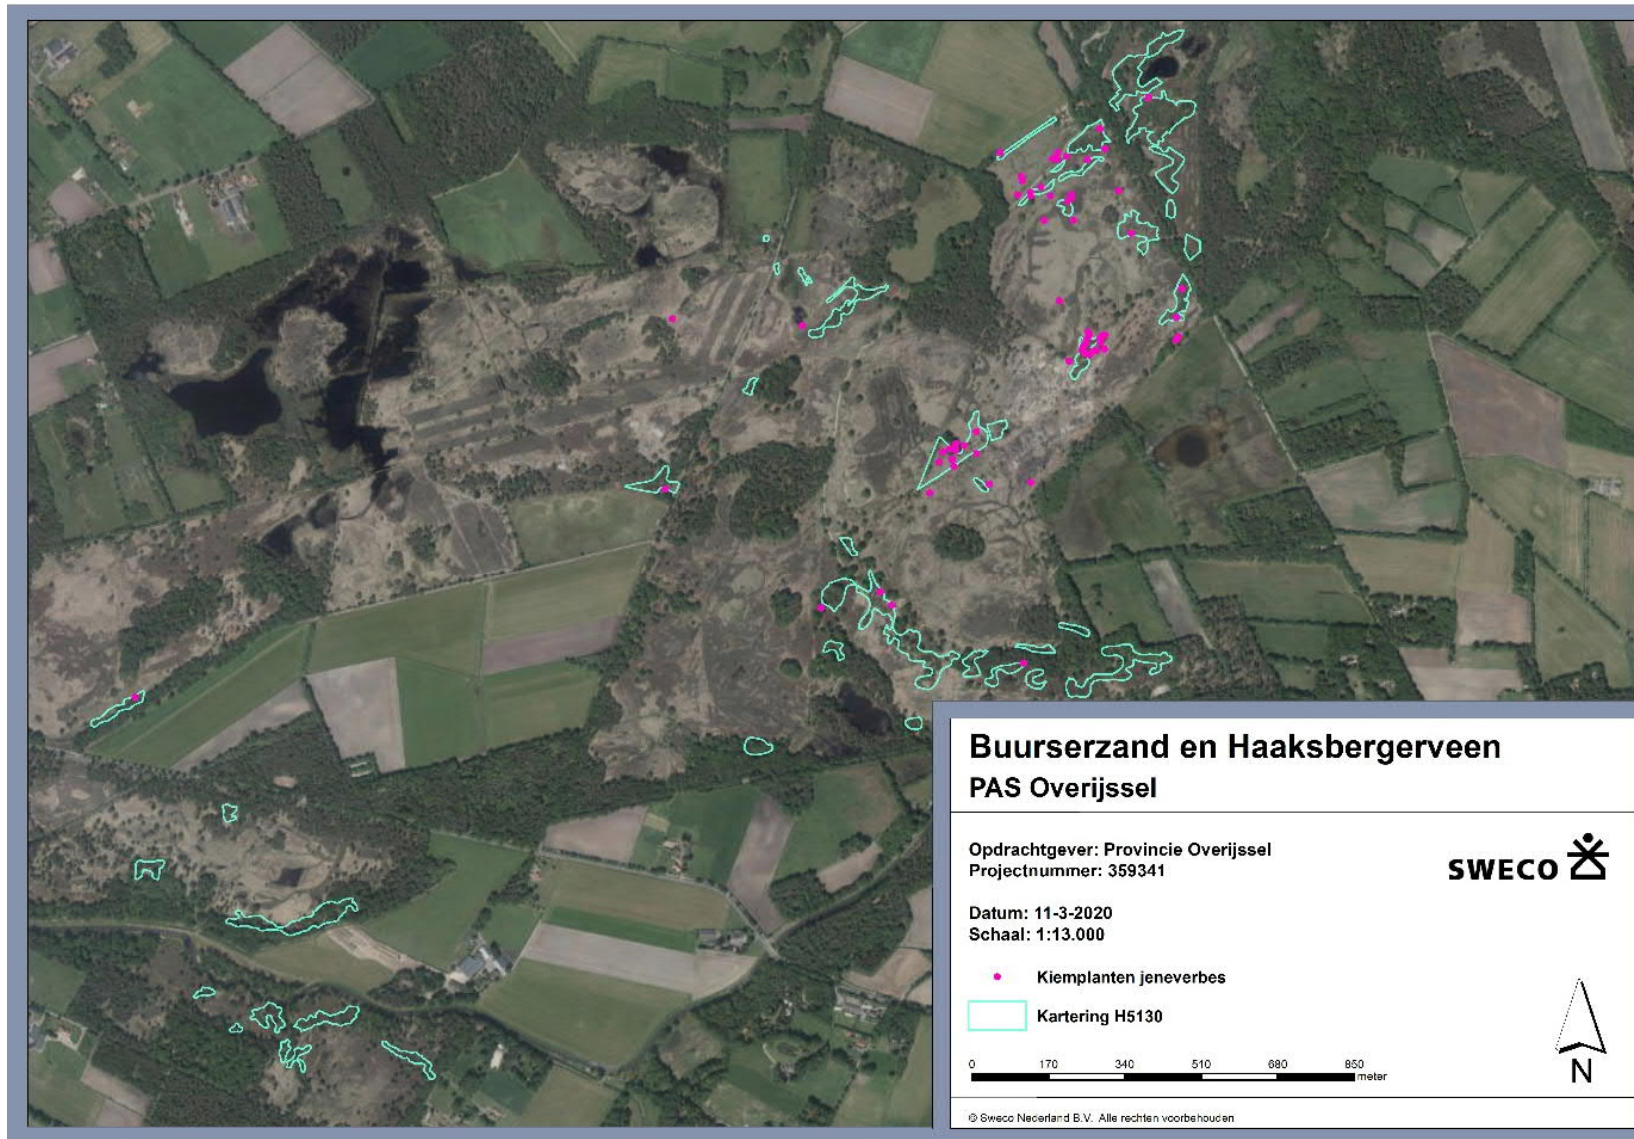 Buurserzand en Haaksbergerveen
PAS Overijssel
Opdrachtgever: Provincie Overijssel
Projectnummer: 359341
SWECO
Datum: 11-3-2020
Schaal: 1:13.000
Kiemplanten jeneverbes
Kartering H5130
0 170 340 510 680 850
meter
N
© Sweco Nederland B.V. Alle rechten voorbehouden